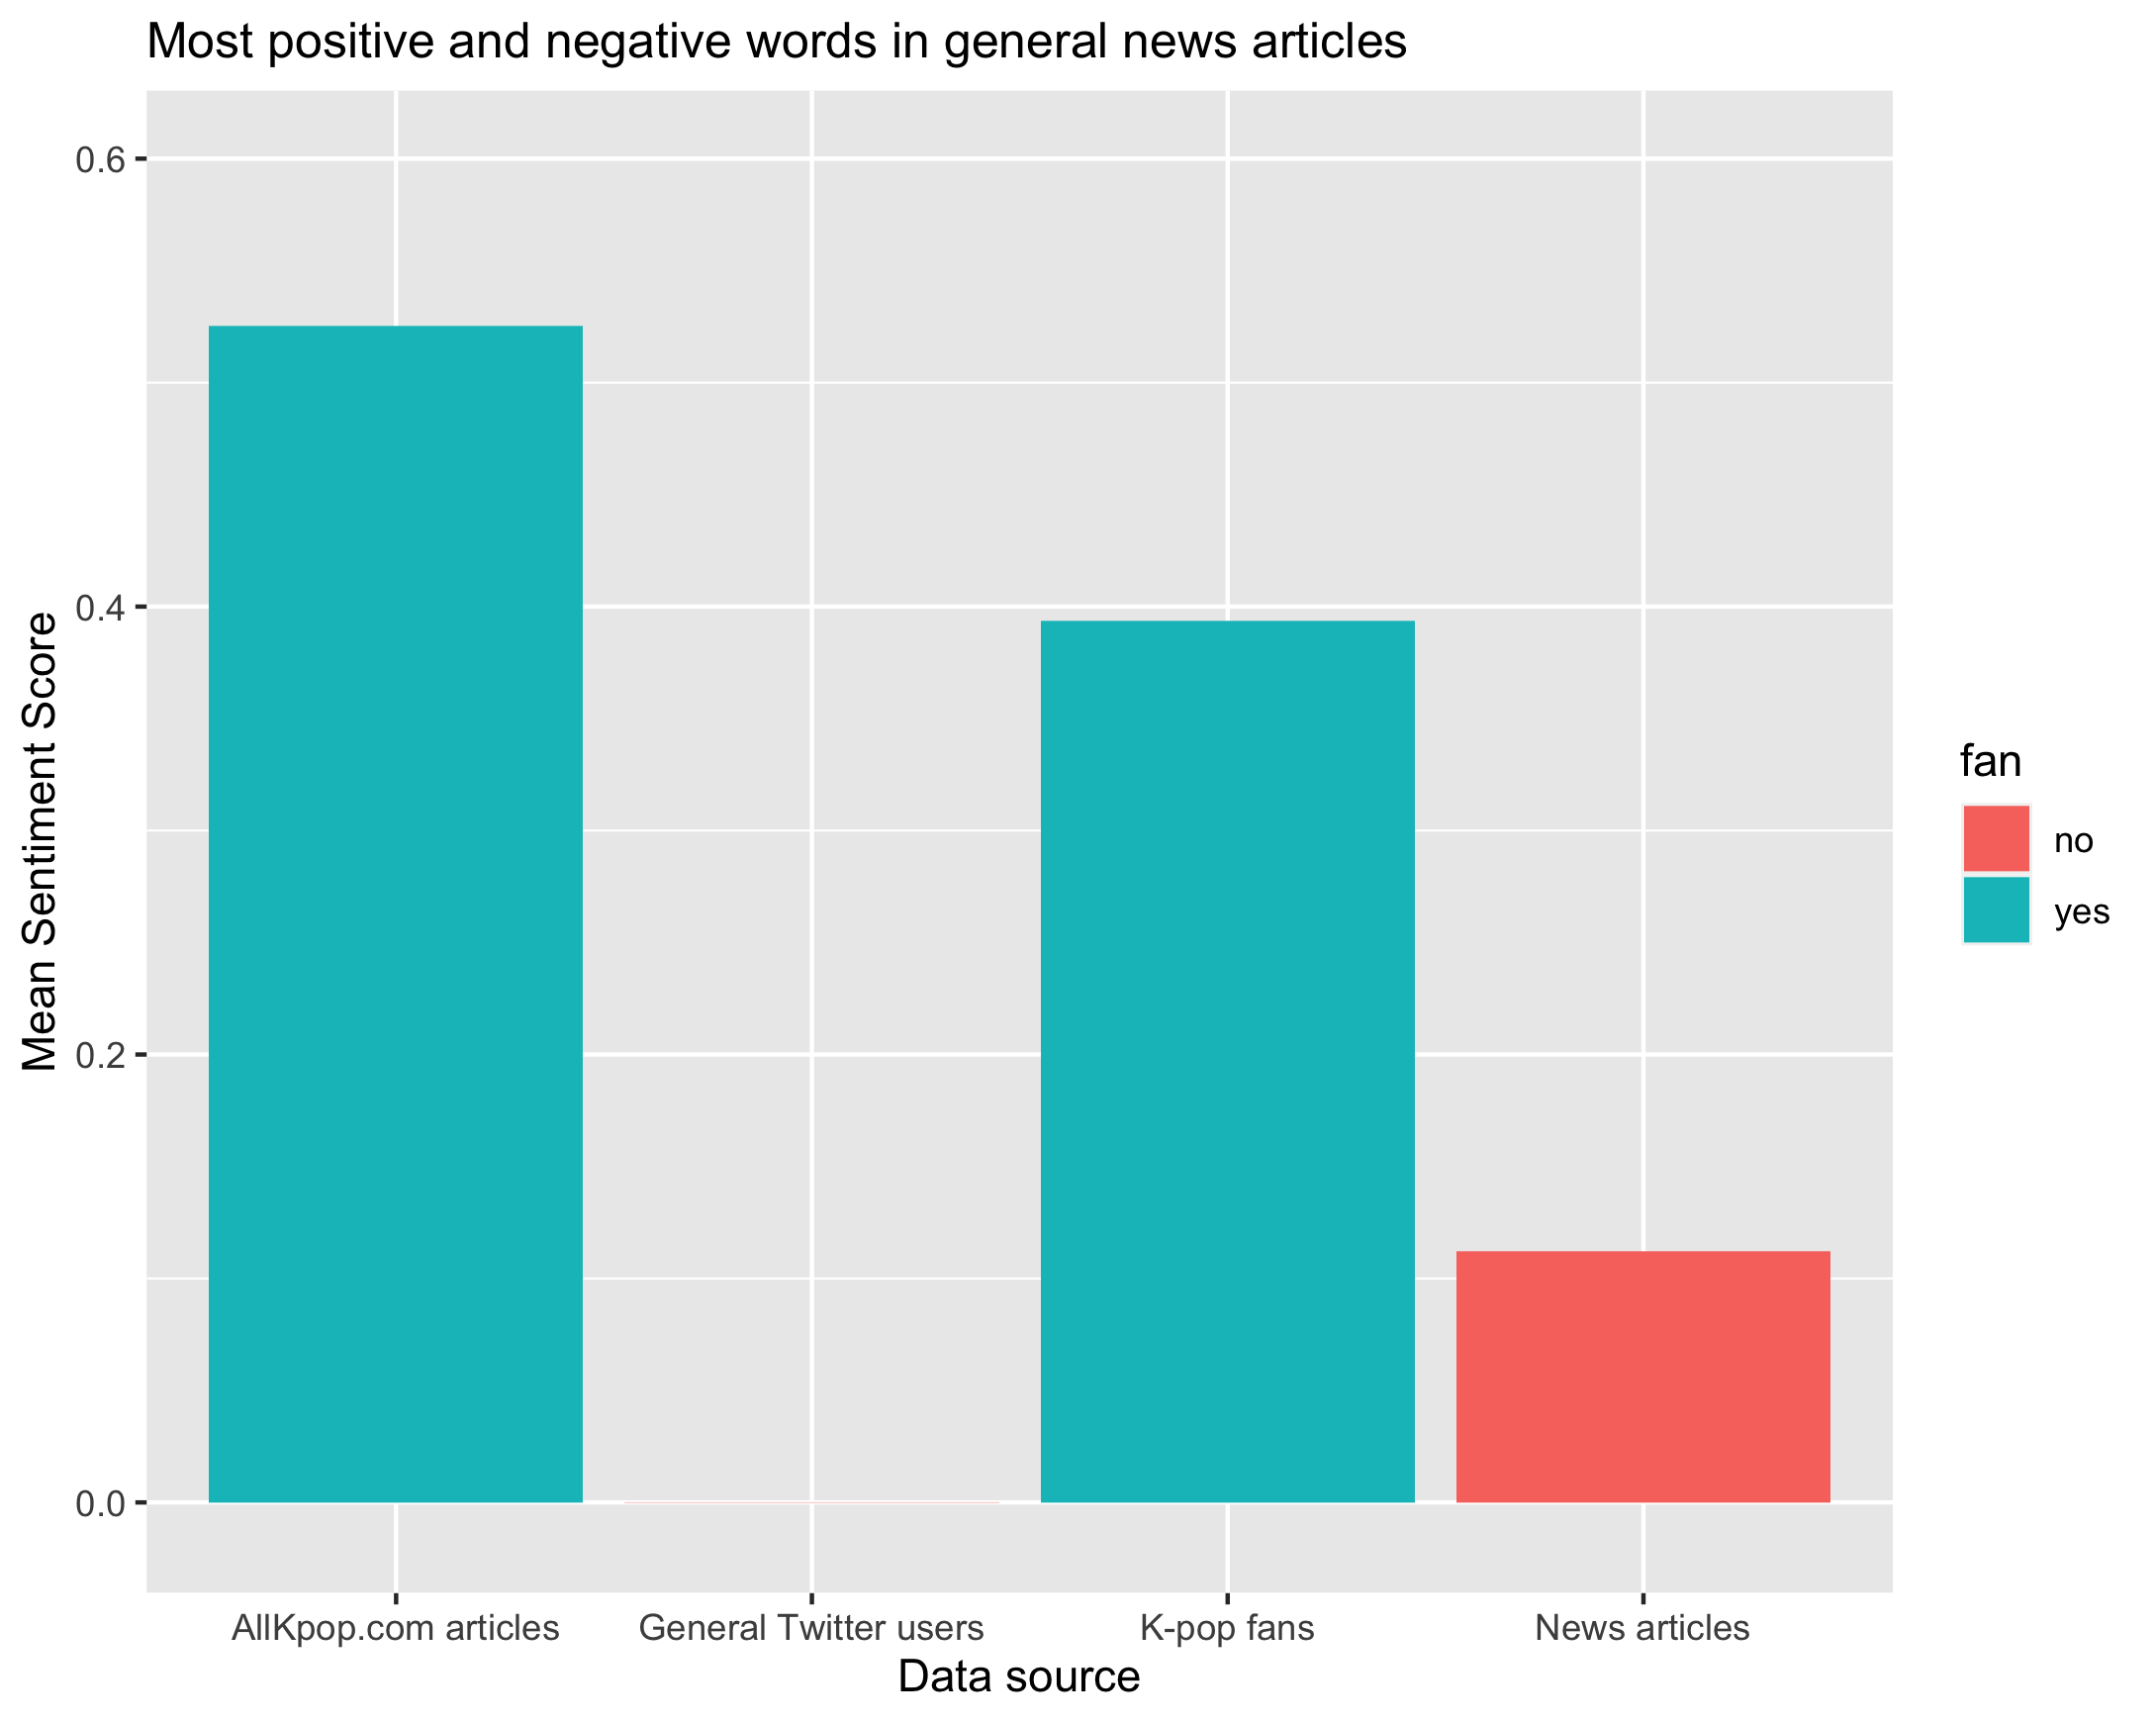 Most positive and negative words in general news articles
Mean Sentiment Score
0.6
0.4
0.2
0.0
AllKpop.com articles
General Twitter users
K-pop fans
News articles
Data source
fan
no
yes